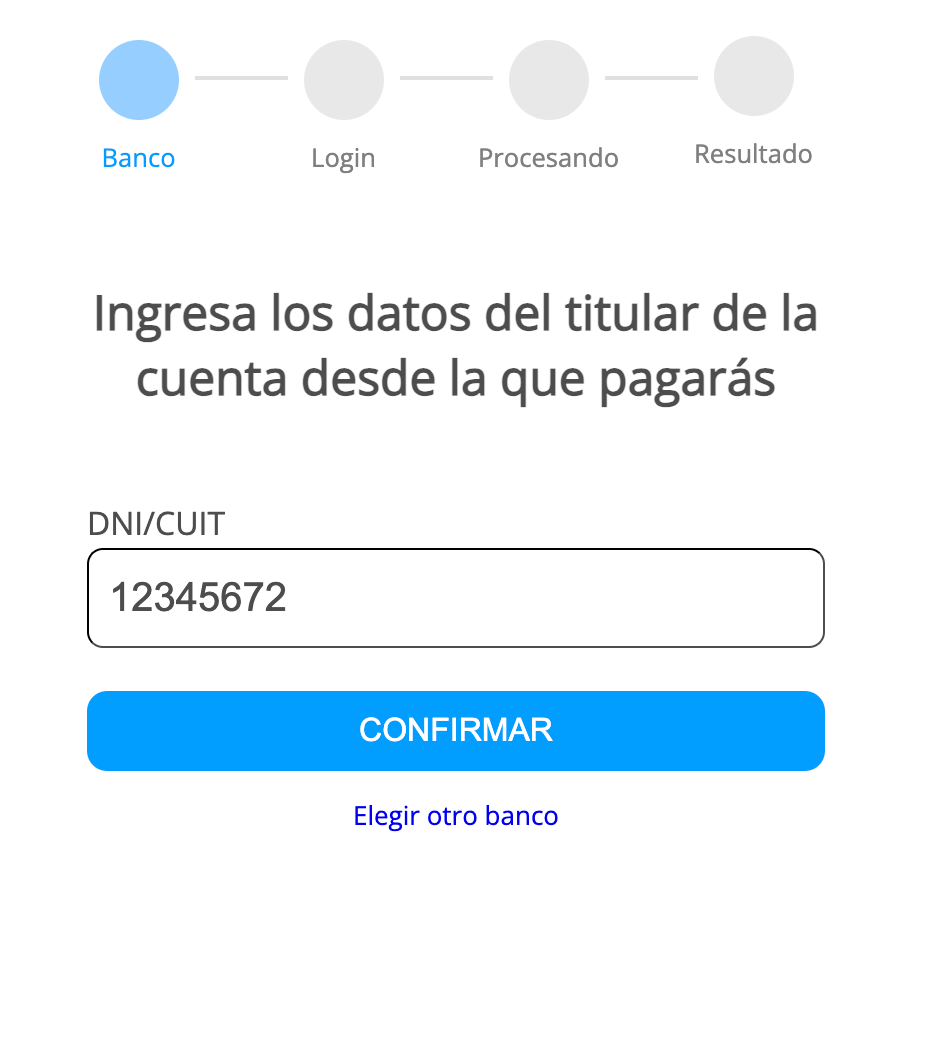 Banco
Login
Procesando
Resultado
Ingresa los datos del titular de la
cuenta desde la que pagarás
DNI/CUIT
12345672
CONFIRMAR
Elegir otro banco